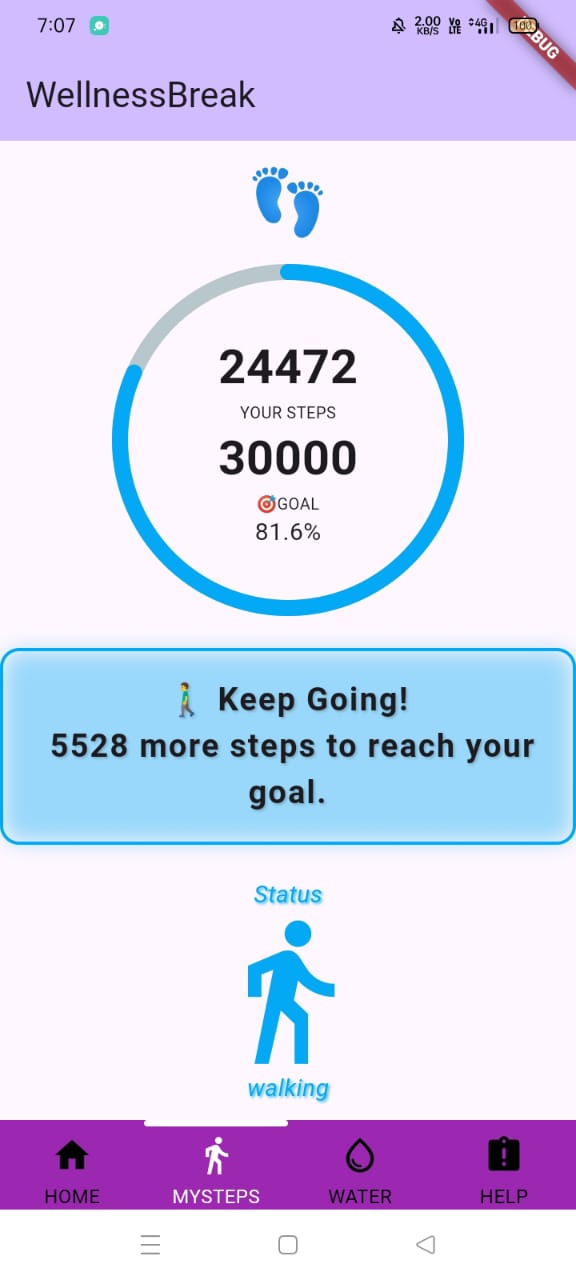 7:07
2.00
KB/S
Vo
LTE
4G
100
WellnessBreak
24472
YOUR STEPS
30000
🎯GOAL
81.6%
🚶‍♂️ Keep Going!
5528 more steps to reach your
goal.
Status
walking
HOME
MYSTEPS
WATER
HELP